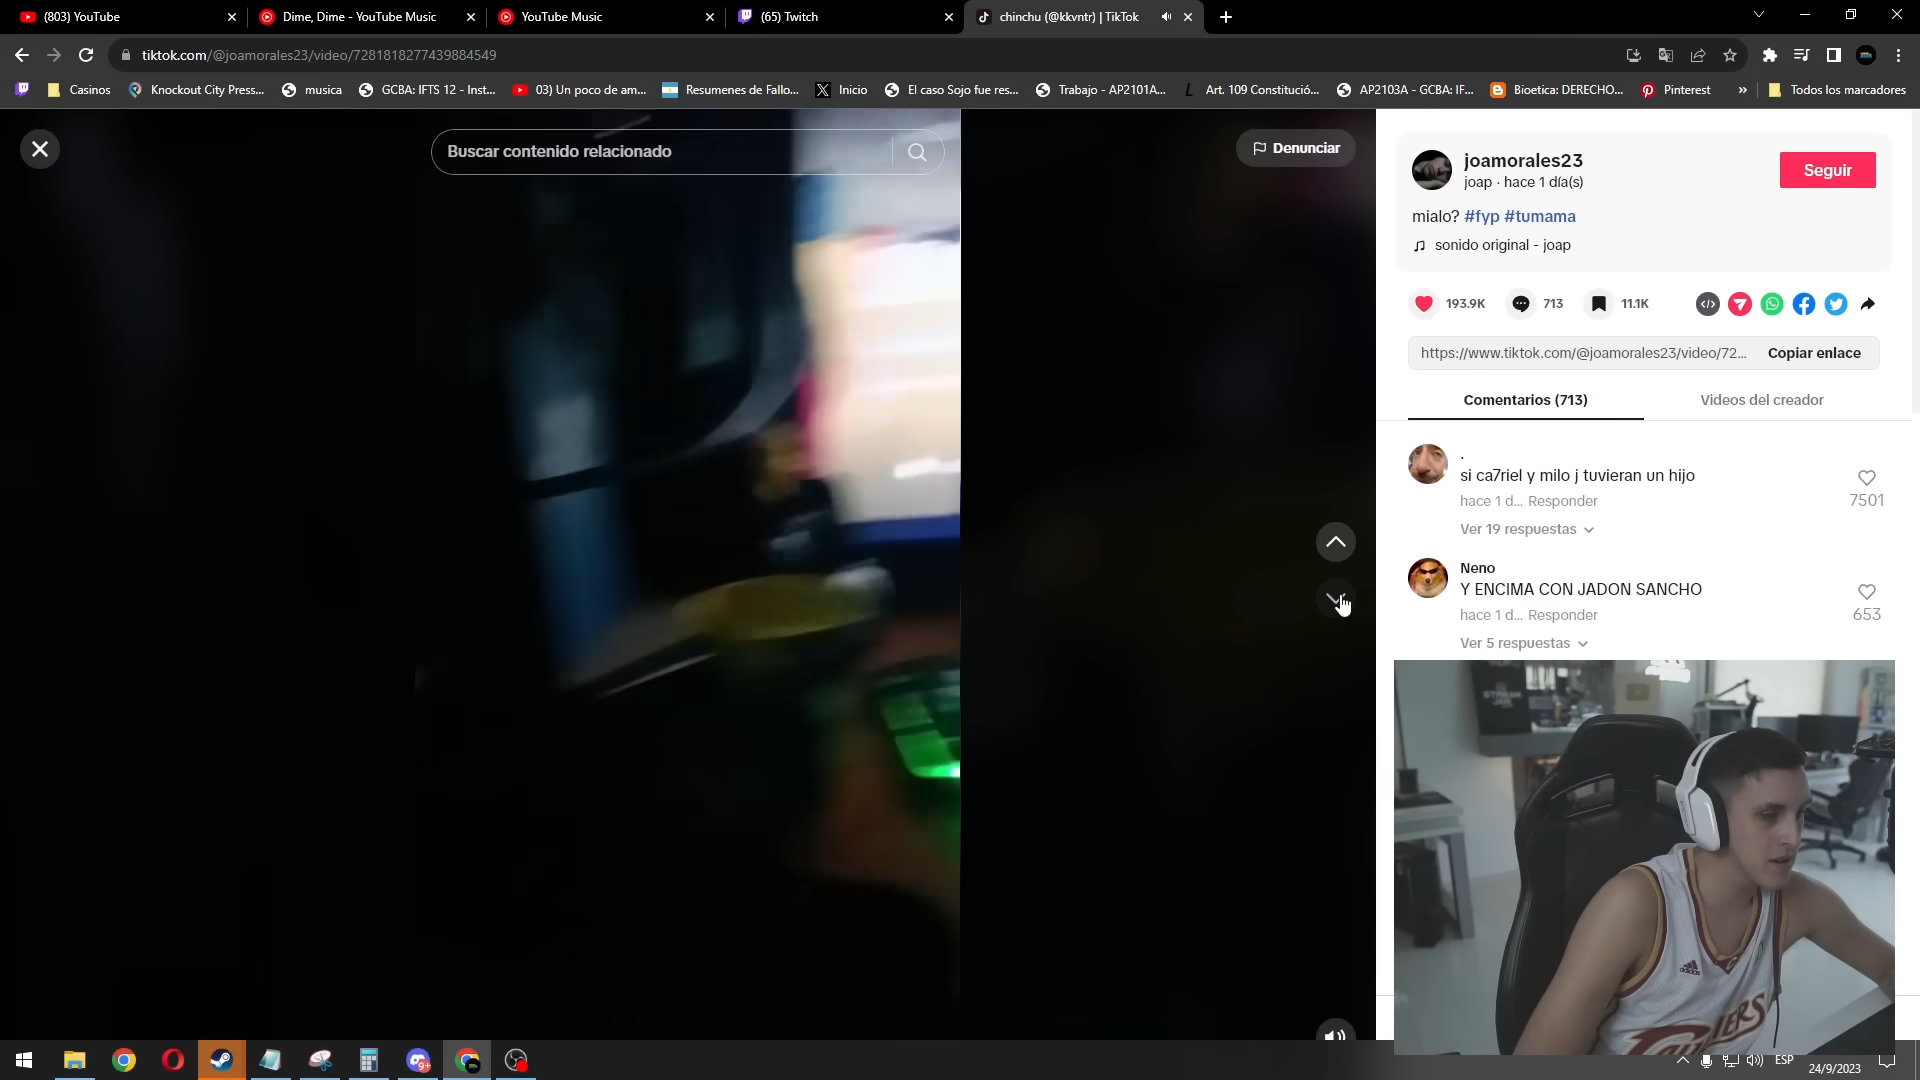 (803) YouTube
Dime, Dime - YouTube Music
YouTube Music
(65) Twitch
chinchu (@kkvntr) | TikTok
tiktok.com/@joamorales23/video/7281818277439884549
Casinos
Knockout City Press...
musica
GCBA: IFTS 12 - Inst...
03) Un poco de am...
Resumenes de Fallo...
Inicio
El caso Sojo fue res...
Trabajo - AP2101A...
Art. 109 Constitució...
AP2103A - GCBA: IF...
Bioetica: DERECHO...
Pinterest
»
Todos los marcadores
Buscar contenido relacionado
Denunciar
joamorales23
joap · hace 1 día(s)
Seguir
mialo? #fyp #tumama
sonido original - joap
193.9K
713
11.1K
https://www.tiktok.com/@joamorales23/video/72...
Copiar enlace
Comentarios (713)
Videos del creador
.
si ca7riel y milo j tuvieran un hijo
hace 1 d... Responder
7501
Ver 19 respuestas
Neno
Y ENCIMA CON JADON SANCHO
hace 1 d... Responder
653
Ver 5 respuestas
STREAM
adidas
9+
ESP
24/9/2023